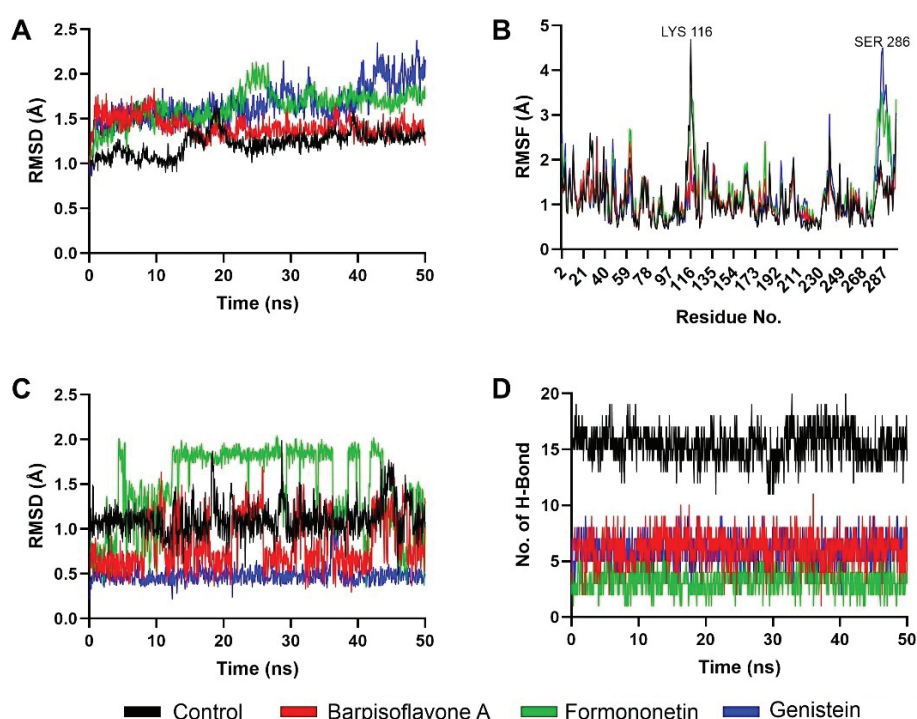 A
RMSD (Å)
2.5
2.0
1.5
1.0
0.5
0.0
0 10 20 30 40 50
Time (ns)
B
RMSF (Å)
5
4
3
2
1
0
LYS 116
SER 286
2 21 40 59 78 97 116 135 154 173 192 211 230 249 268 287
Residue No.
C
RMSD (Å)
2.5
2.0
1.5
1.0
0.5
0.0
0 10 20 30 40 50
Time (ns)
D
No. of H-Bond
20
15
10
5
0
0 10 20 30 40 50
Time (ns)
Control Barpisoflavone A Formononetin Genistein